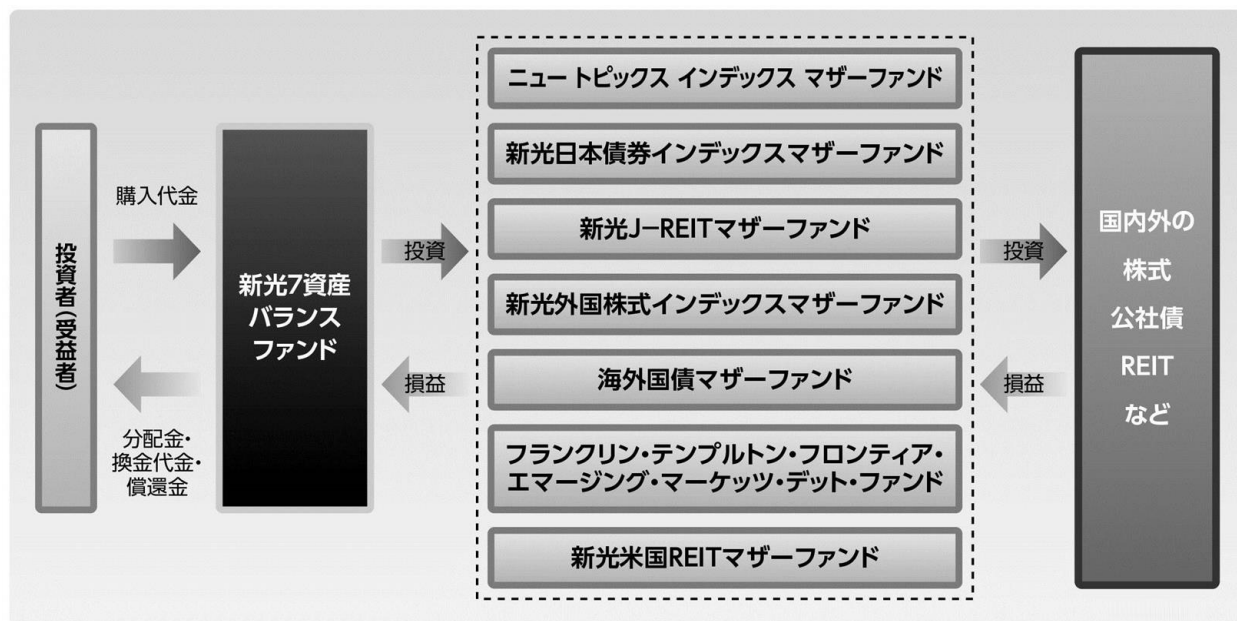 投資者(受益者)
購入代金
分配金・
換金代金・
償還金
新光7資産
バランス
ファンド
投資
損益
ニュー トピックス インデックス マザーファンド
新光日本債券インデックスマザーファンド
新光J-REITマザーファンド
新光外国株式インデックスマザーファンド
海外国債マザーファンド
フランクリン・テンプルトン・フロンティア・
エマージング・マーケッツ・デット・ファンド
新光米国REITマザーファンド
投資
損益
国内外の
株式
公社債
REIT
など